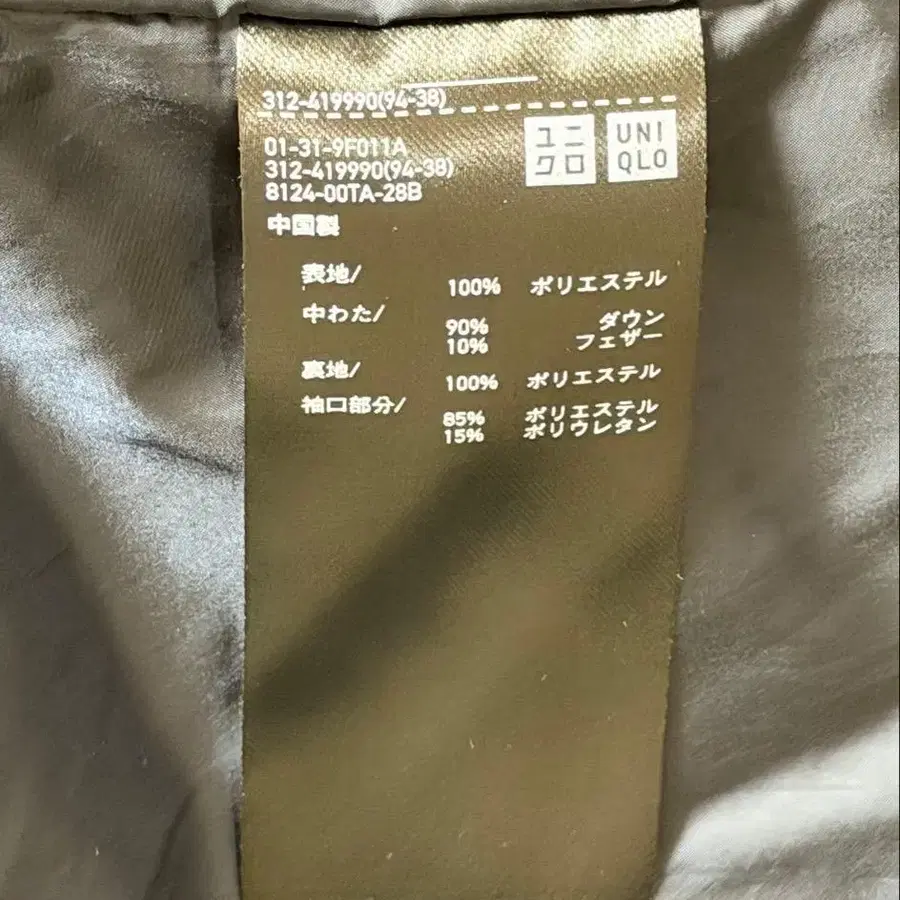 312-419990(94-38)
ユニ
クロ
UNI
QLO
01-31-9F011A
312-419990(94-38)
8124-00TA-28B
中国製
表地/ 100% ポリエステル
中わた/ 90% ダウン
10% フェザー
裏地/ 100% ポリエステル
袖口部分/ 85% ポリエステル
15% ポリウレタン